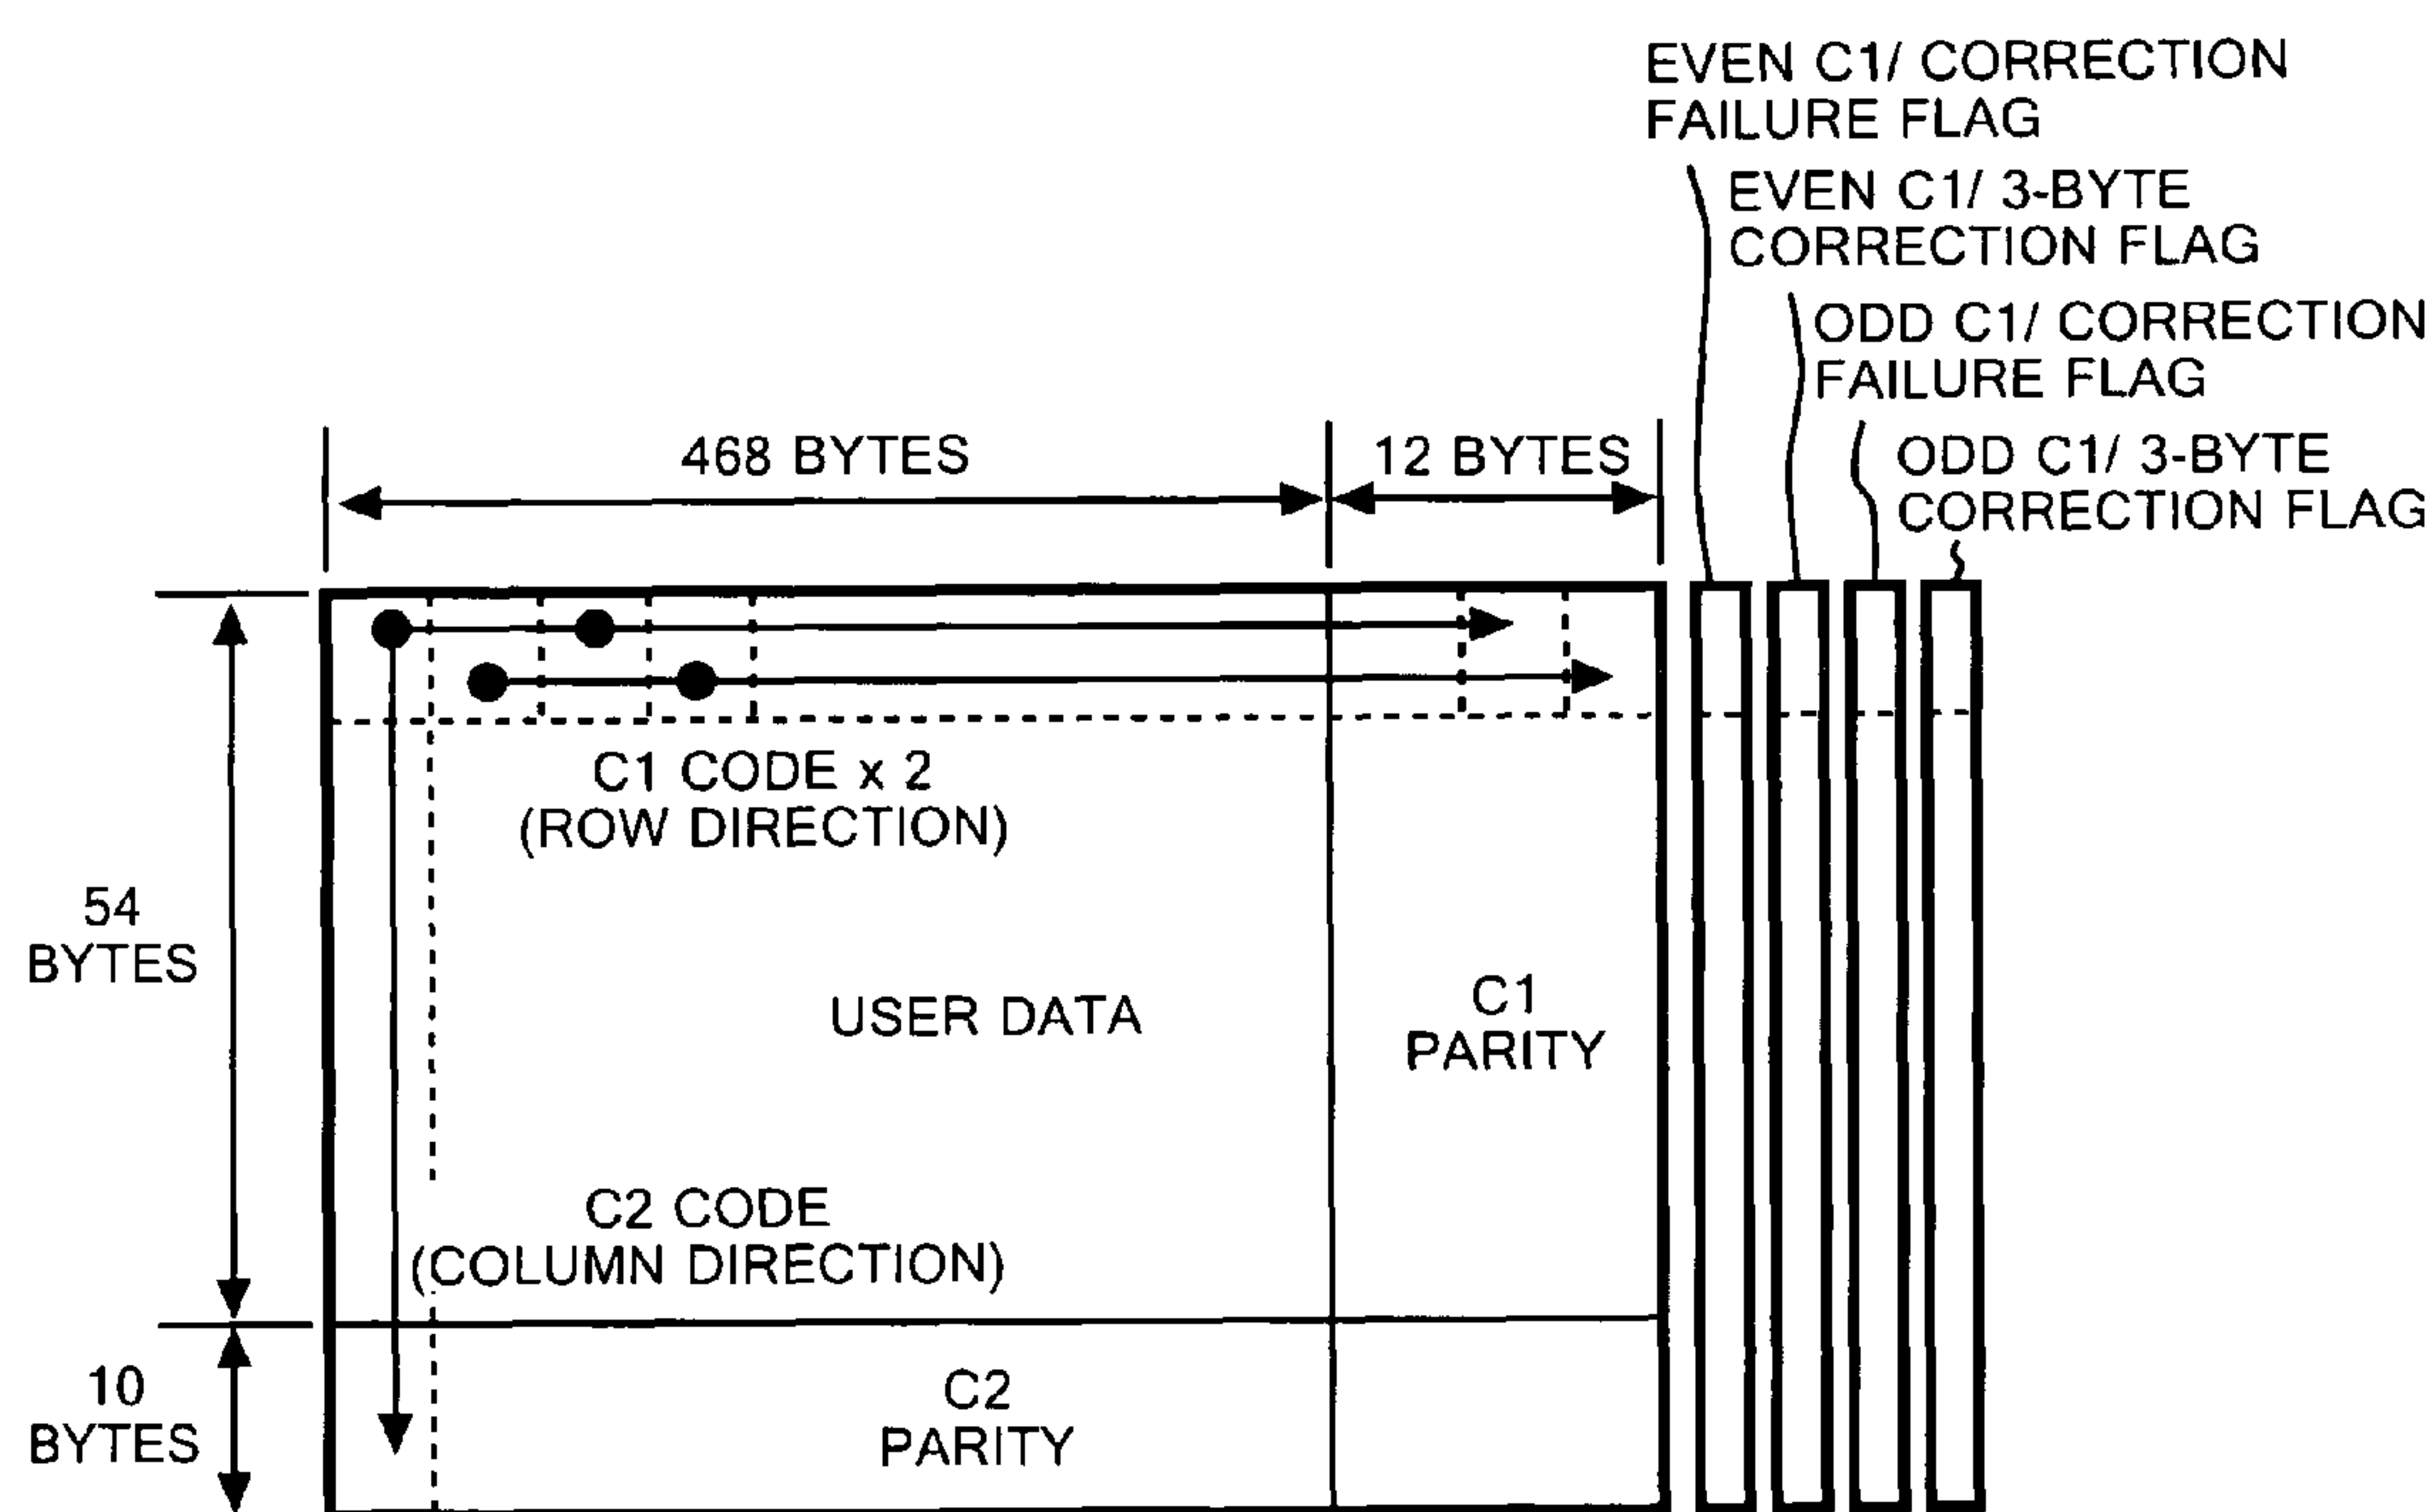 EVEN C1/ CORRECTION
FAILURE FLAG
EVEN C1/ 3-BYTE
CORRECTION FLAG
ODD C1/ CORRECTION
FAILURE FLAG
468 BYTES
12 BYTES
ODD C1/ 3-BYTE
CORRECTION FLAG
C1 CODE x 2
(ROW DIRECTION)
54
BYTES
USER DATA
C1
PARITY
C2 CODE
(COLUMN DIRECTION)
10
BYTES
C2
PARITY